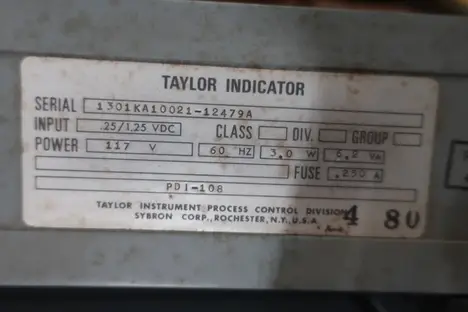 TAYLOR INDICATOR
SERIAL 1301KA10021-12479A
INPUT .25/1.25 VDC CLASS DIV. GROUP
POWER 117 V 60 HZ 3.0 W 6.2 VA
FUSE .250 A
PDI-108
TAYLOR INSTRUMENT PROCESS CONTROL DIVISION
SYBRON CORP., ROCHESTER, N.Y., U.S.A.
4 80